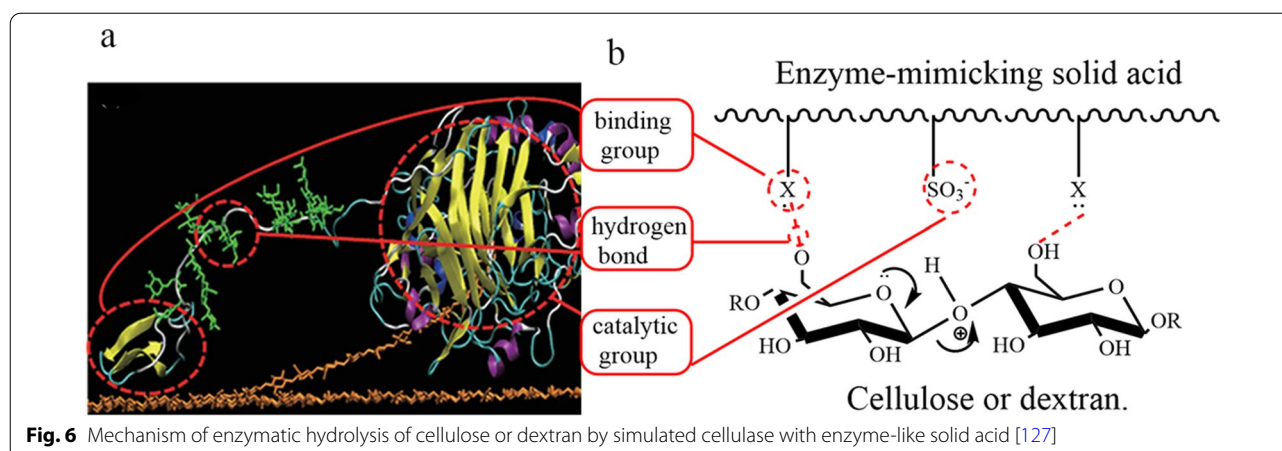 a
b
Enzyme-mimicking solid acid
binding
group
hydrogen
bond
catalytic
group
X
SO₃⁻
X
O
OH
H
RO
O
O
O
OR
HO
OH
⊕
HO
OH
Cellulose or dextran.
Fig. 6 Mechanism of enzymatic hydrolysis of cellulose or dextran by simulated cellulase with enzyme-like solid acid [127]